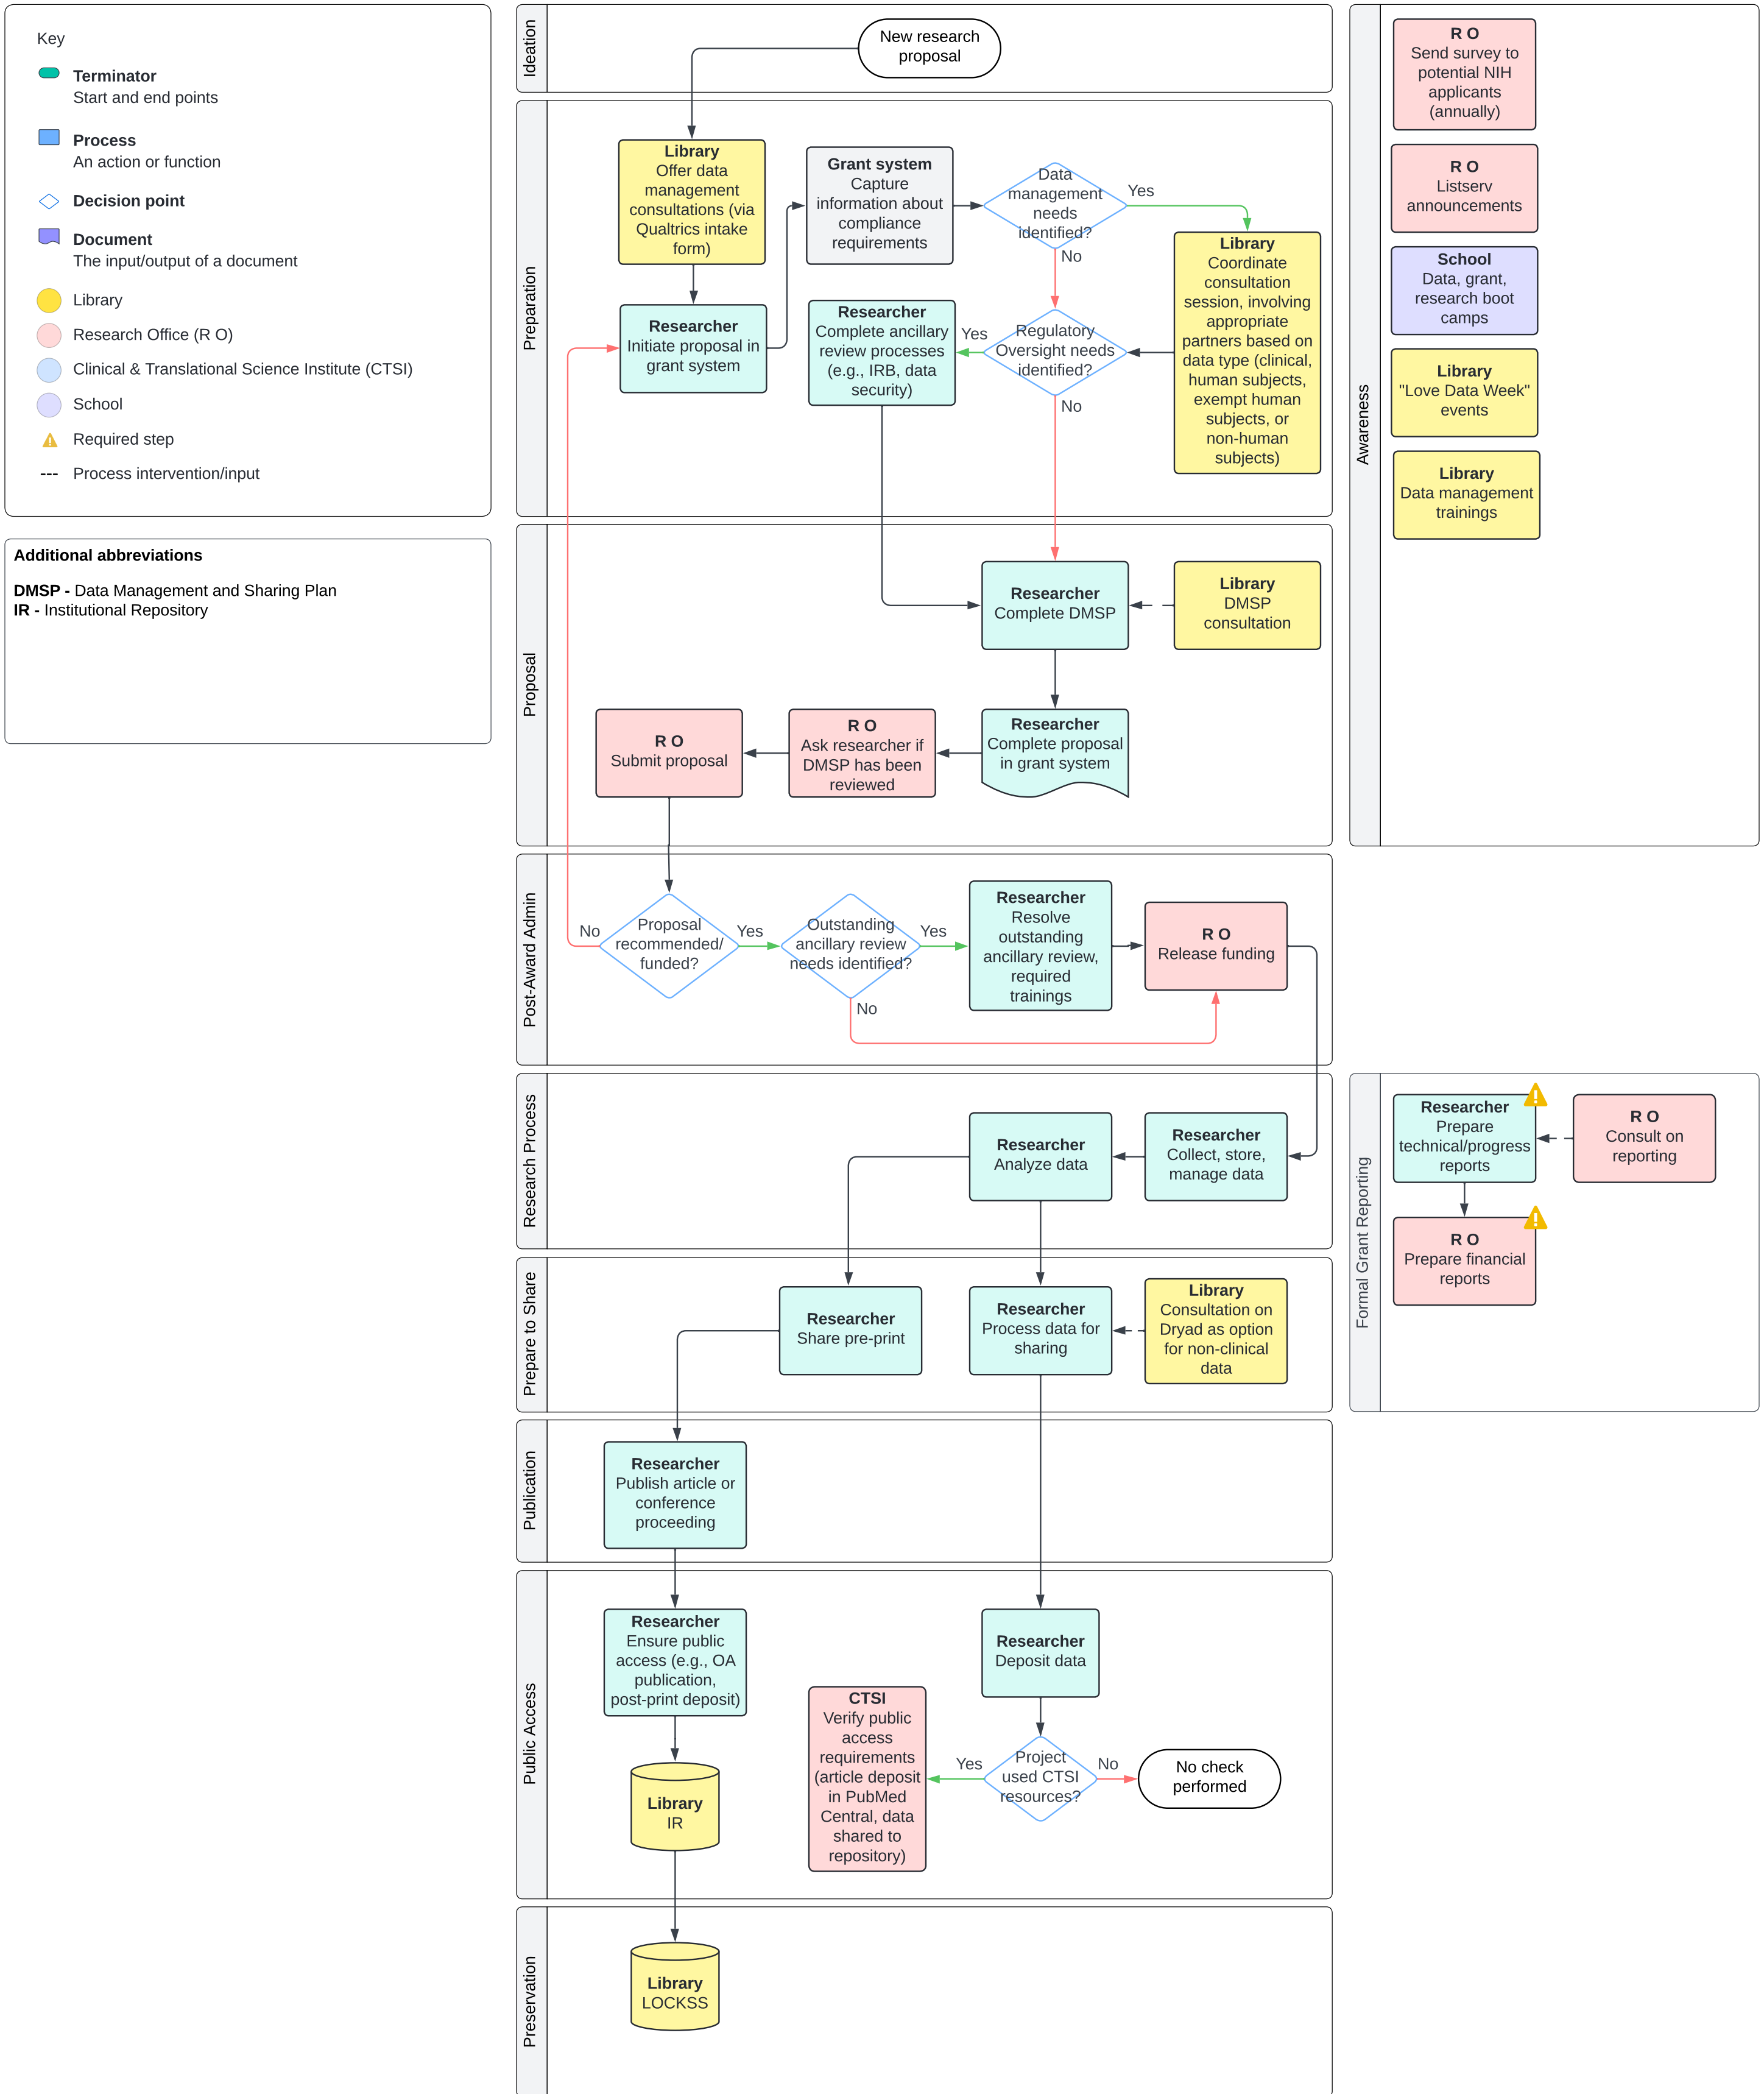 Key
Terminator
Start and end points
Process
An action or function
Decision point
Document
The input/output of a document
Library
Research Office (R O)
Clinical & Translational Science Institute (CTSI)
School
Required step
Process intervention/input
Additional abbreviations
DMSP - Data Management and Sharing Plan
IR - Institutional Repository
Ideation
New research
proposal
Preparation
Library
Offer data
management
consultations (via
Qualtrics intake
form)
Researcher
Initiate proposal in
grant system
Grant system
Capture
information about
compliance
requirements
Data
management
needs
identified?
Yes
No
Library
Coordinate
consultation
session, involving
appropriate
partners based on
data type (clinical,
human subjects,
exempt human
subjects, or
non-human
subjects)
Regulatory
Oversight needs
identified?
Yes
No
Researcher
Complete ancillary
review processes
(e.g., IRB, data
security)
Proposal
Researcher
Complete DMSP
Library
DMSP
consultation
Researcher
Complete proposal
in grant system
R O
Ask researcher if
DMSP has been
reviewed
R O
Submit proposal
Post-Award Admin
No
Proposal
recommended/
funded?
Yes
Outstanding
ancillary review
needs identified?
Yes
No
Researcher
Resolve
outstanding
ancillary review,
required
trainings
R O
Release funding
Research Process
Researcher
Analyze data
Researcher
Collect, store,
manage data
Prepare to Share
Researcher
Share pre-print
Researcher
Process data for
sharing
Library
Consultation on
Dryad as option
for non-clinical
data
Publication
Researcher
Publish article or
conference
proceeding
Public Access
Researcher
Ensure public
access (e.g., OA
publication,
post-print deposit)
Library
IR
Researcher
Deposit data
CTSI
Verify public
access
requirements
(article deposit
in PubMed
Central, data
shared to
repository)
Yes
Project
used CTSI
resources?
No
No check
performed
Preservation
Library
LOCKSS
Awareness
R O
Send survey to
potential NIH
applicants
(annually)
R O
Listserv
announcements
School
Data, grant,
research boot
camps
Library
"Love Data Week"
events
Library
Data management
trainings
Formal Grant Reporting
Researcher
Prepare
technical/progress
reports
R O
Consult on
reporting
R O
Prepare financial
reports